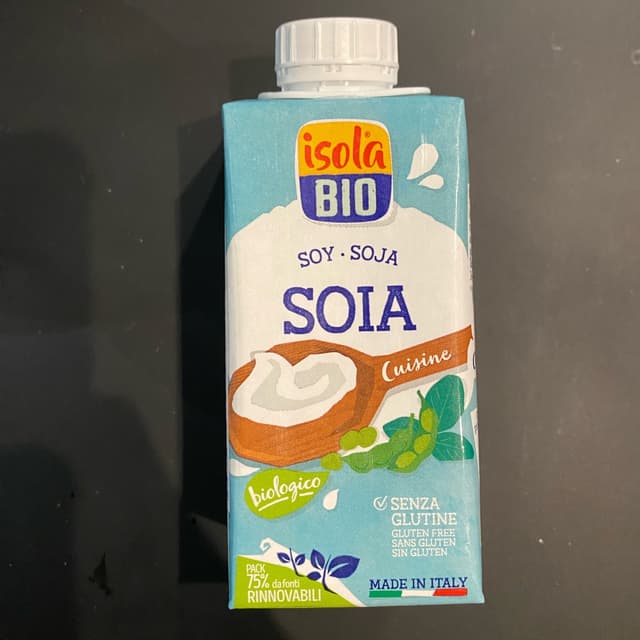 isola
BIO
SOY · SOJA
SOIA
Cuisine
biologico
SENZA
GLUTINE
GLUTEN FREE
SANS GLUTEN
SIN GLUTEN
PACK
75% da fonti
RINNOVABILI
MADE IN ITALY